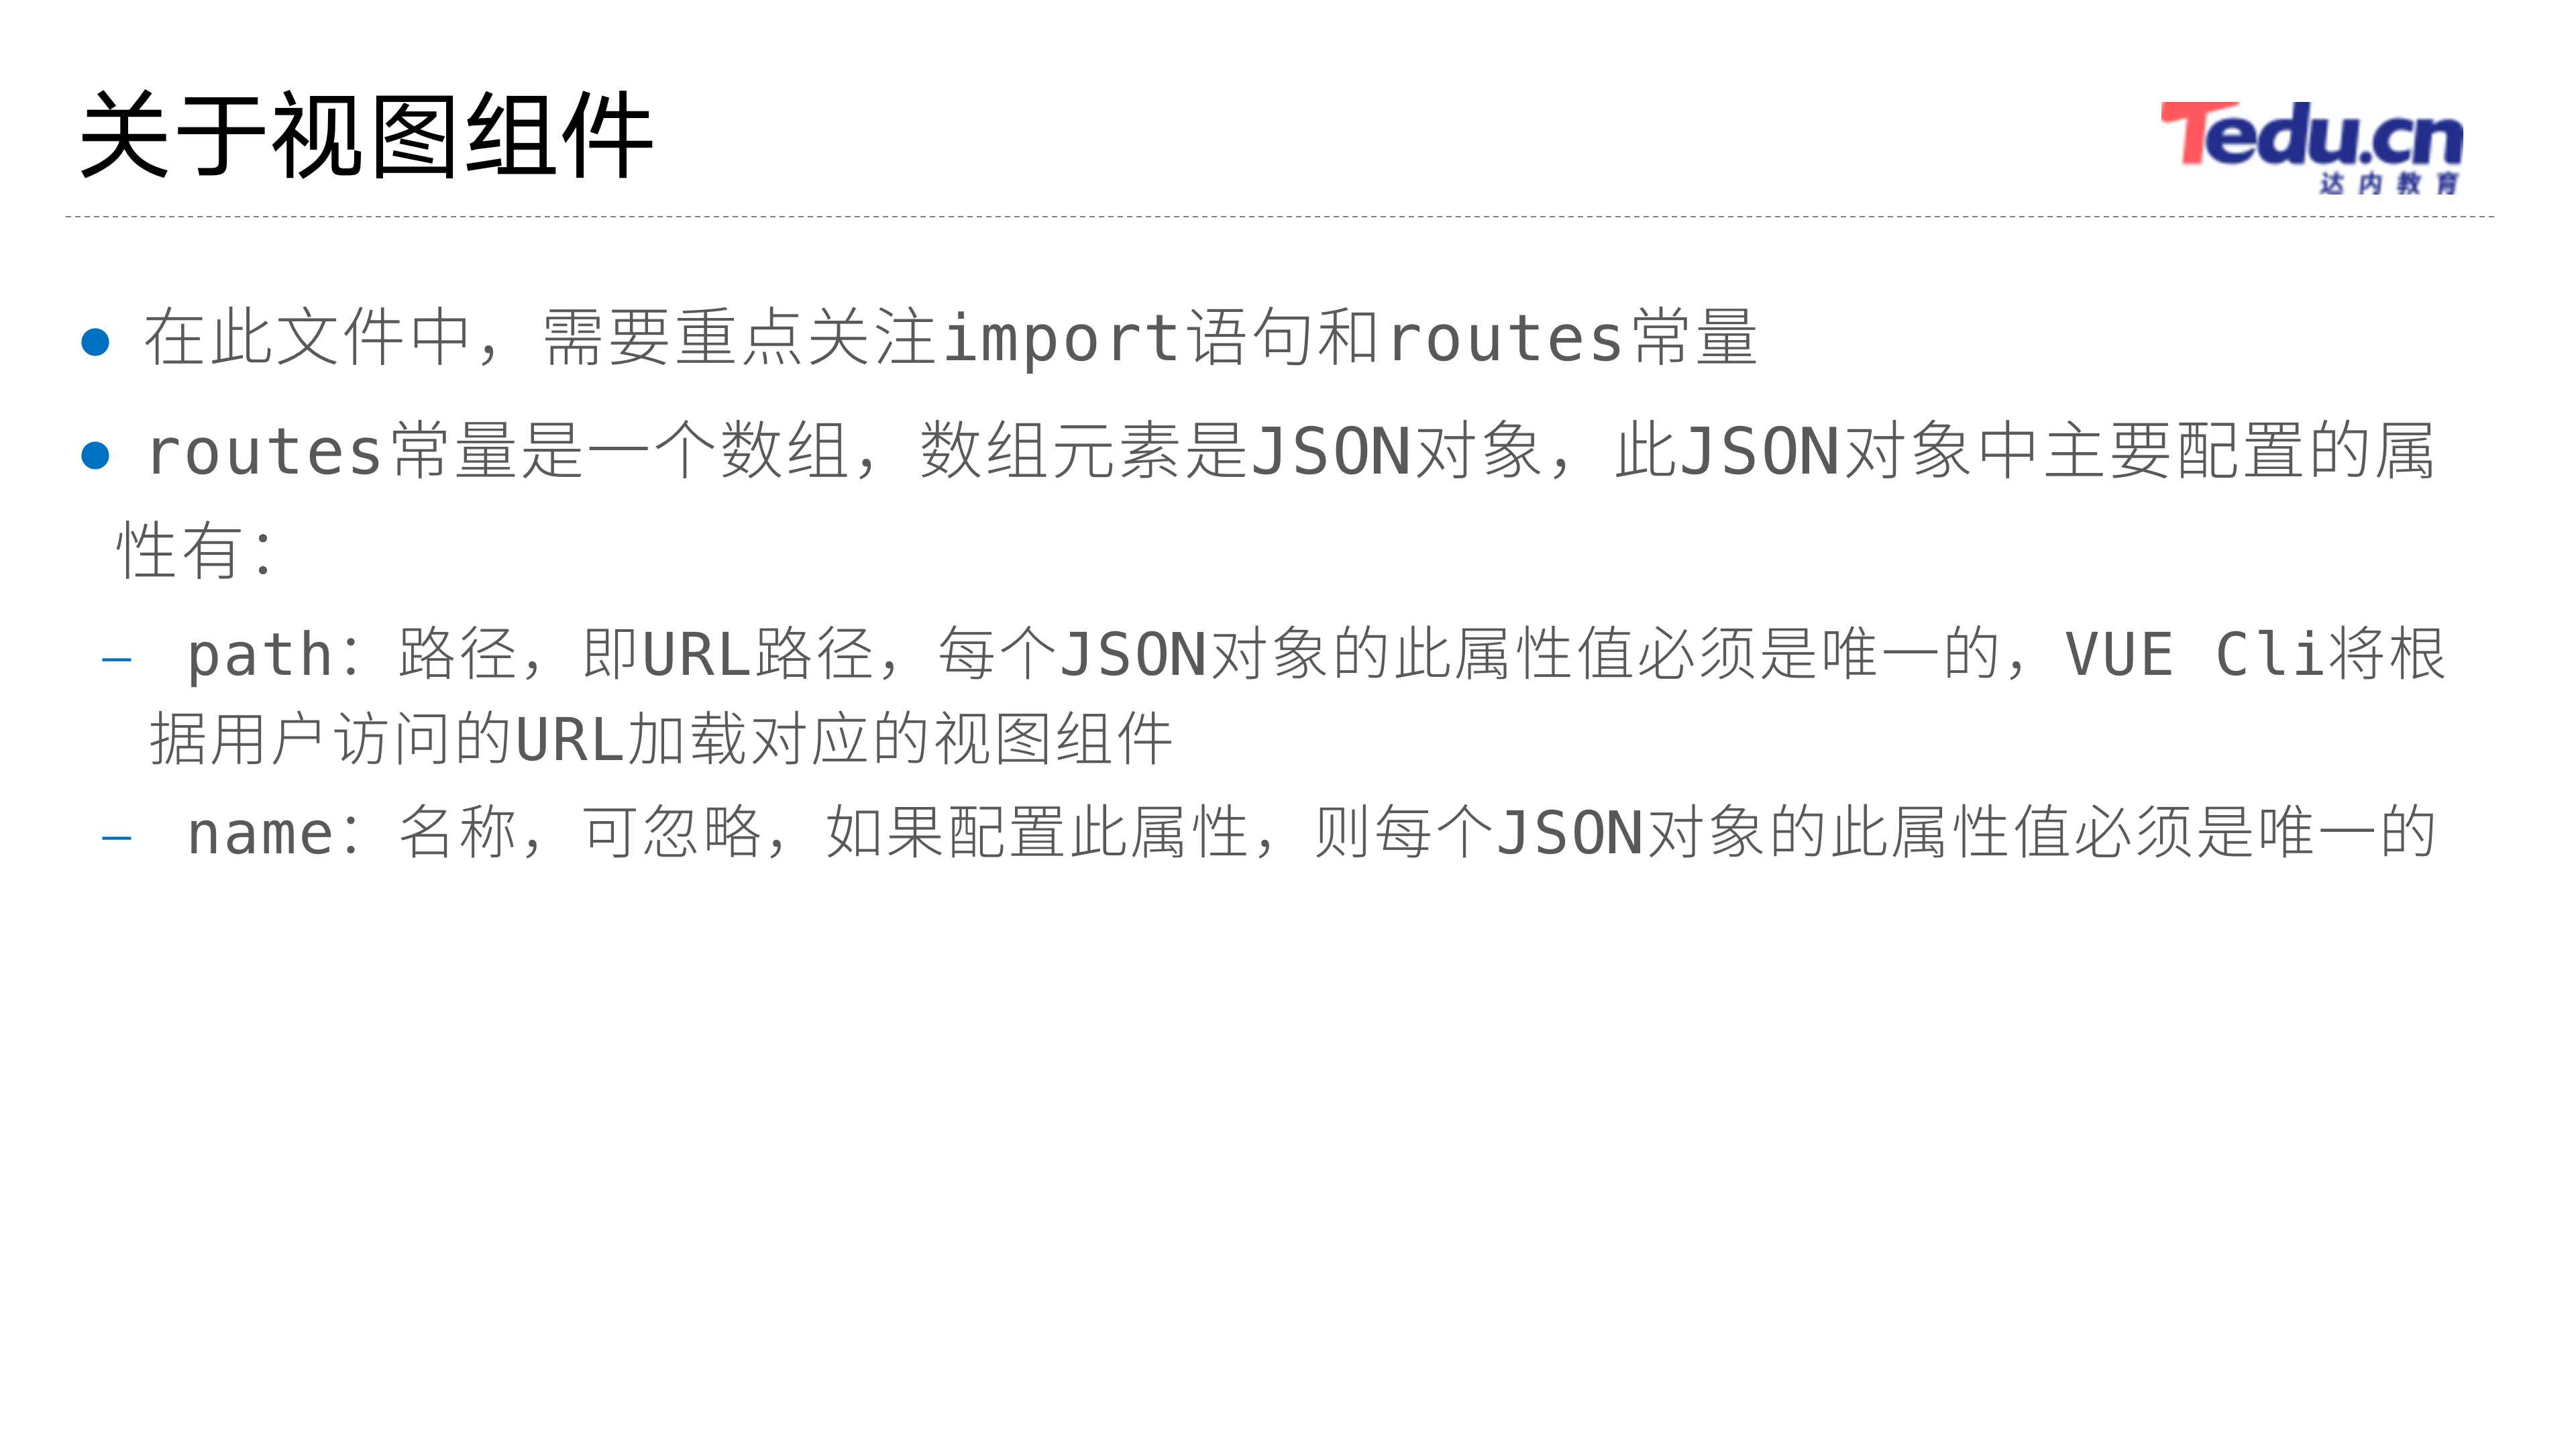 关于视图组件
Tedu.cn
达内教育
● 在此文件中，需要重点关注import语句和routes常量
● routes常量是一个数组，数组元素是JSON对象，此JSON对象中主要配置的属
性有：
– path：路径，即URL路径，每个JSON对象的此属性值必须是唯一的，VUE Cli将根
据用户访问的URL加载对应的视图组件
– name：名称，可忽略，如果配置此属性，则每个JSON对象的此属性值必须是唯一的